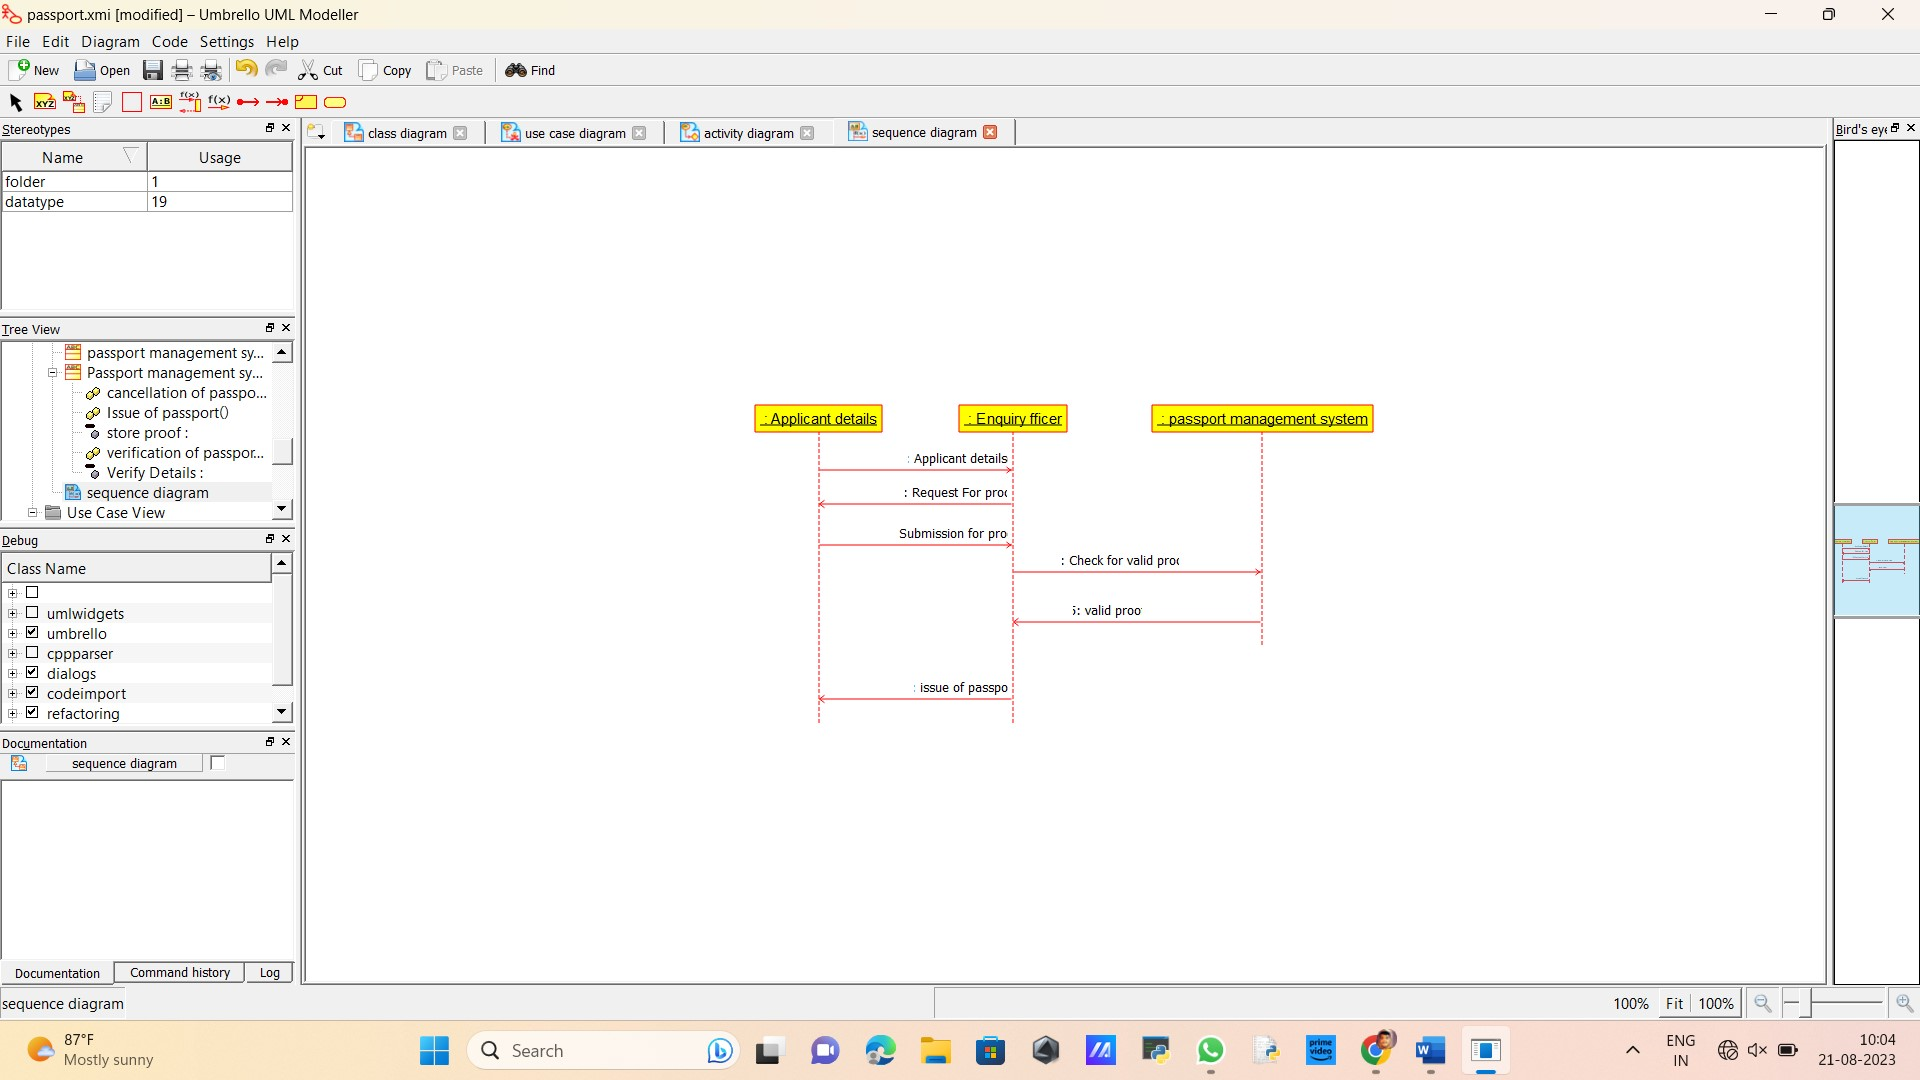 passport.xmi [modified] – Umbrello UML Modeller
File Edit Diagram Code Settings Help
New Open Cut Copy Paste Find
XYZ A:B f(x) f(x)
Stereotypes
Name Usage
folder 1
datatype 19
Tree View
passport management sy...
Passport management sy...
cancellation of passpo...
Issue of passport()
store proof :
verification of passpor...
Verify Details :
sequence diagram
Use Case View
Debug
Class Name
umlwidgets
umbrello
cppparser
dialogs
codeimport
refactoring
Documentation
sequence diagram
Documentation Command history Log
class diagram use case diagram activity diagram sequence diagram
: Applicant details : Enquiry fficer : passport management system
: Applicant details
: Request For
Submission for pro
: Check for valid
: valid proo
: issue of passpo
Bird's eye
sequence diagram
100% Fit 100%
87°F
Mostly sunny
Search
prime video
ENG
IN
10:04
21-08-2023